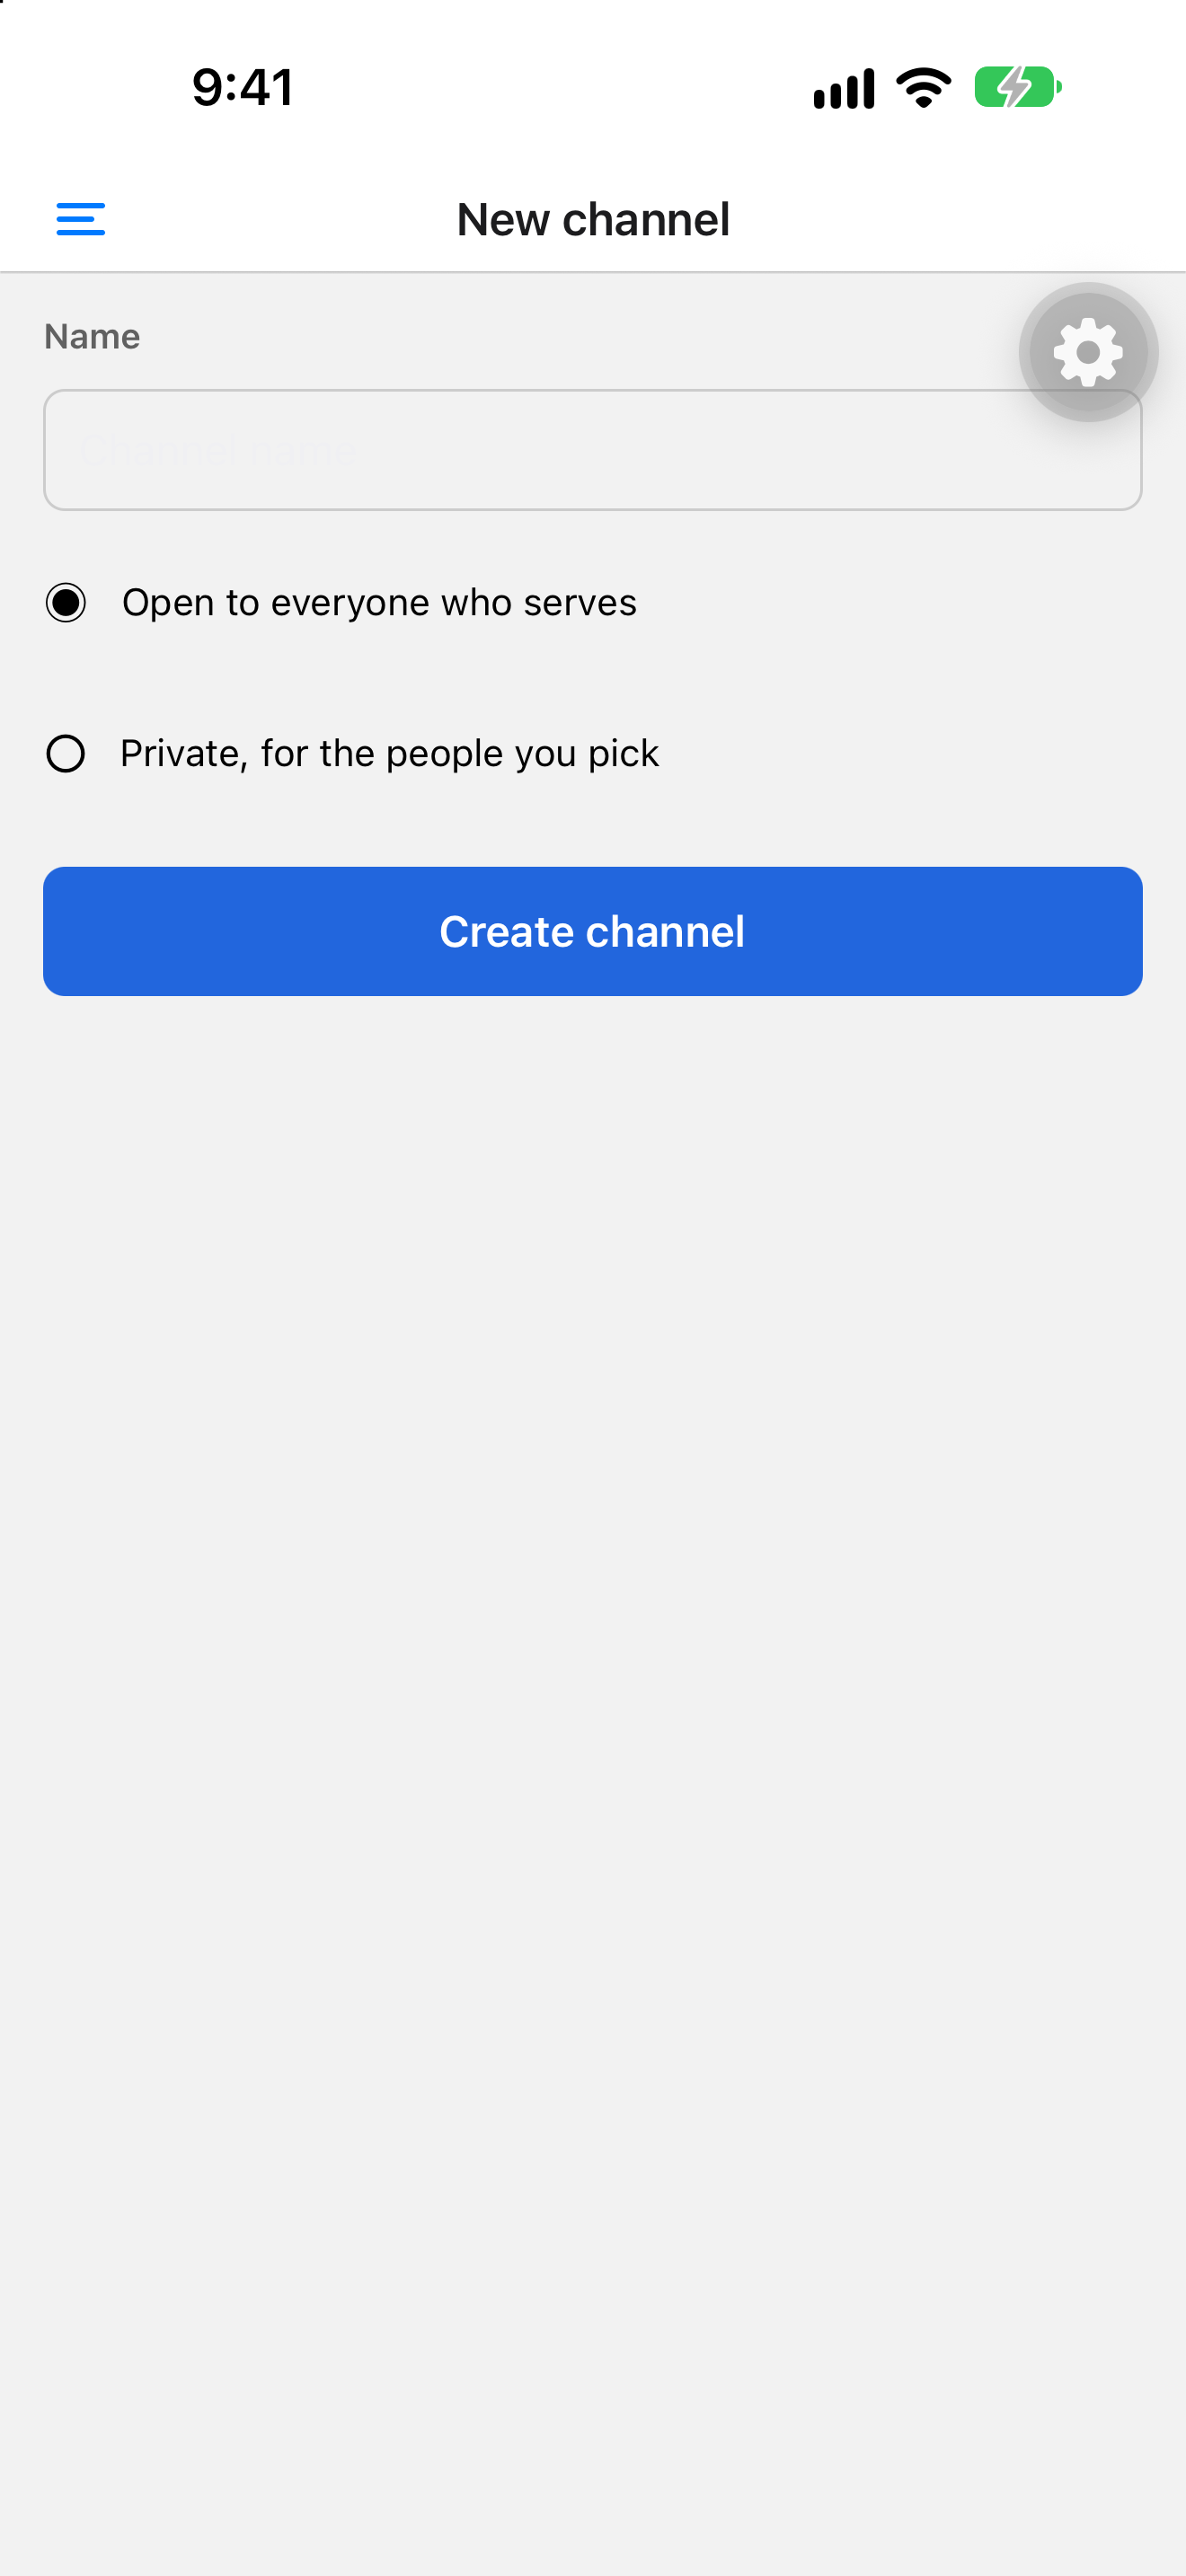 9:41
New channel
Name
Channel name
Open to everyone who serves
Private, for the people you pick
Create channel